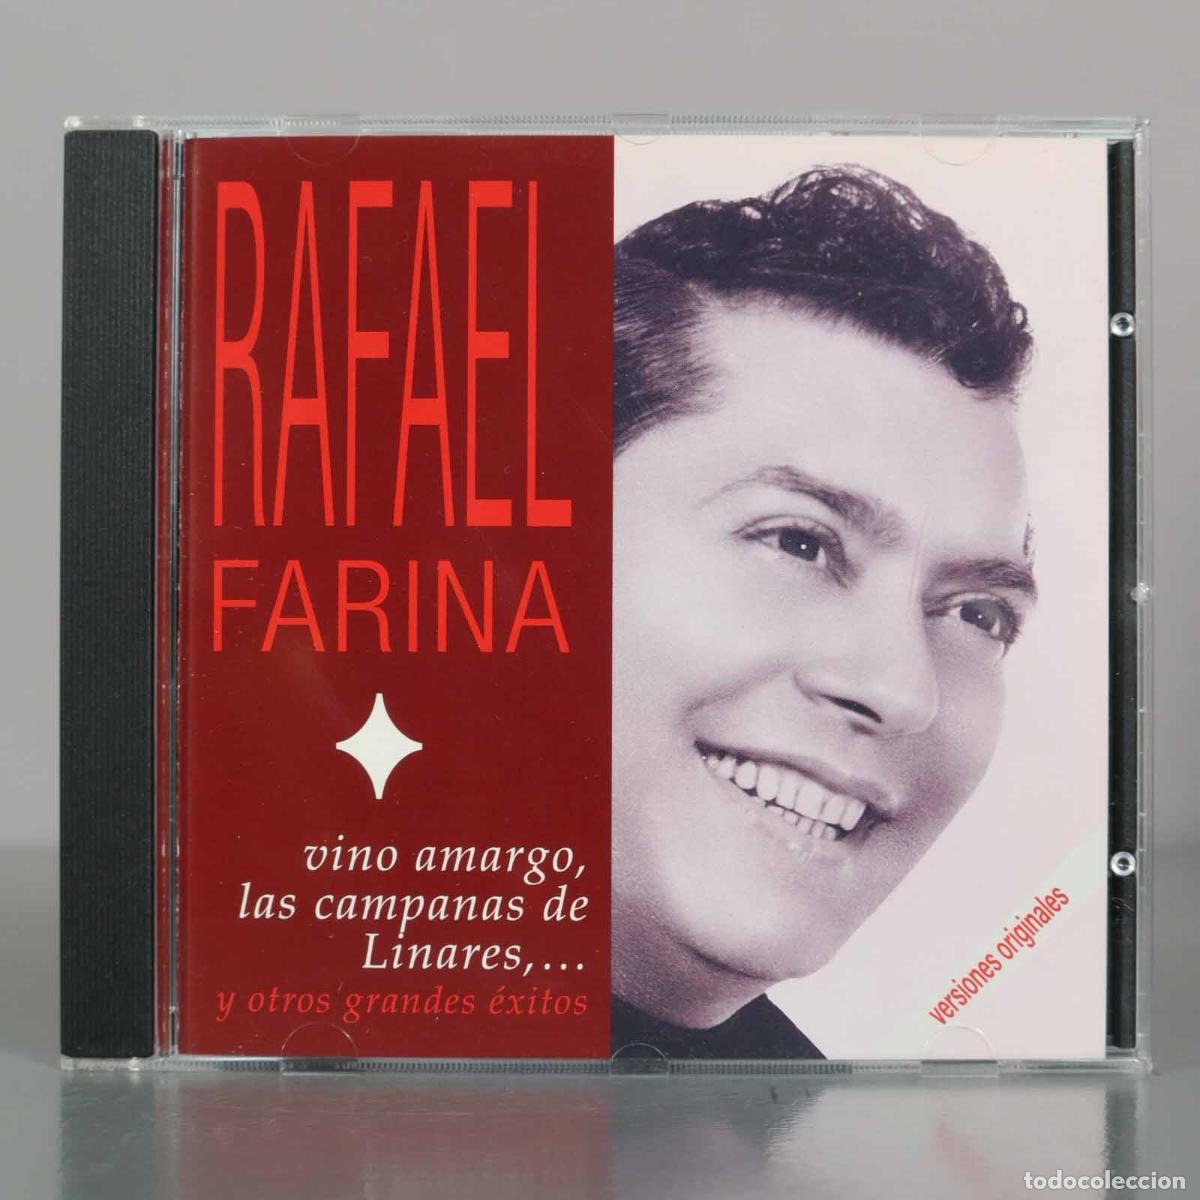 RAFAEL
FARINA
vino amargo,
las campanas de
Linares,...
y otros grandes éxitos
versiones originales
todocoleccion